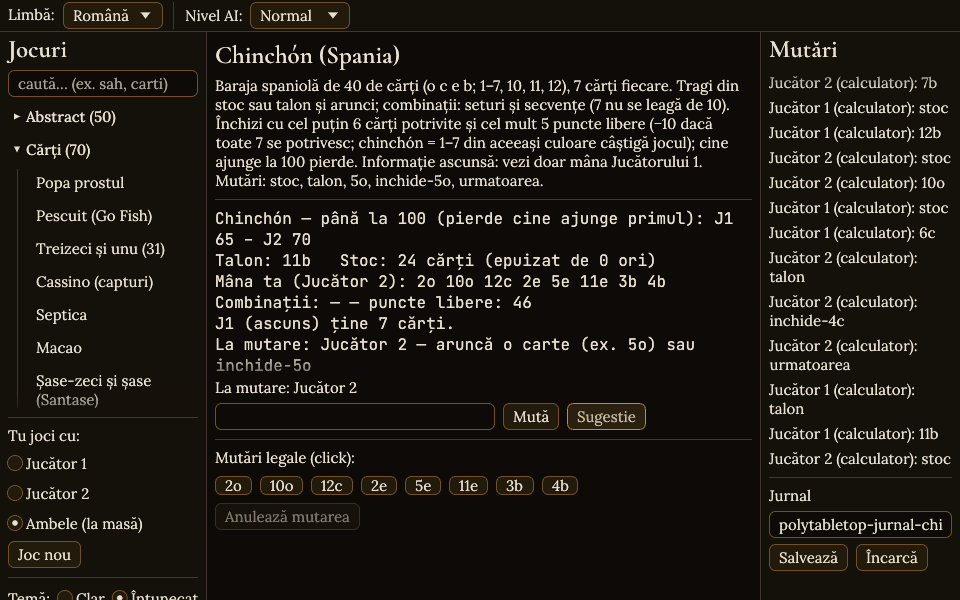 Limbă: Română ▼ Nivel AI: Normal ▼
Jocuri
caută... (ex. sah, carti)
▸ Abstract (50)
▾ Cărți (70)
Popa prostul
Pescuit (Go Fish)
Treizeci și unu (31)
Cassino (capturi)
Septica
Macao
Șase-zeci și șase
(Santase)
Tu joci cu:
Jucător 1
Jucător 2
Ambele (la masă)
Joc nou
Temă: Clar Întunecat
Chinchón (Spania)
Baraja spaniolă de 40 de cărți (o c e b; 1–7, 10, 11, 12), 7 cărți fiecare. Tragi din
stoc sau talon și arunci; combinații: seturi și secvențe (7 nu se leagă de 10).
Închizi cu cel puțin 6 cărți potrivite și cel mult 5 puncte libere (−10 dacă
toate 7 se potrivesc; chinchón = 1–7 din aceeași culoare câștigă jocul); cine
ajunge la 100 pierde. Informație ascunsă: vezi doar mâna Jucătorului 1.
Mutări: stoc, talon, 5o, inchide-5o, urmatoarea.
Chinchón — până la 100 (pierde cine ajunge primul): J1
65 – J2 70
Talon: 11b Stoc: 24 cărți (epuizat de 0 ori)
Mâna ta (Jucător 2): 2o 10o 12c 2e 5e 11e 3b 4b
Combinații: — — puncte libere: 46
J1 (ascuns) ține 7 cărți.
La mutare: Jucător 2 — aruncă o carte (ex. 5o) sau
inchide-5o
La mutare: Jucător 2
Mută Sugestie
Mutări legale (click):
2o 10o 12c 2e 5e 11e 3b 4b
Anulează mutarea
Mutări
Jucător 2 (calculator): 7b
Jucător 1 (calculator): stoc
Jucător 1 (calculator): 12b
Jucător 2 (calculator): stoc
Jucător 2 (calculator): 10o
Jucător 1 (calculator): stoc
Jucător 1 (calculator): 6c
Jucător 2 (calculator):
talon
Jucător 2 (calculator):
inchide-4c
Jucător 2 (calculator):
urmatoarea
Jucător 1 (calculator):
talon
Jucător 1 (calculator): 11b
Jucător 2 (calculator): stoc
Jurnal
polytabletop-jurnal-chi
Salvează Încarcă